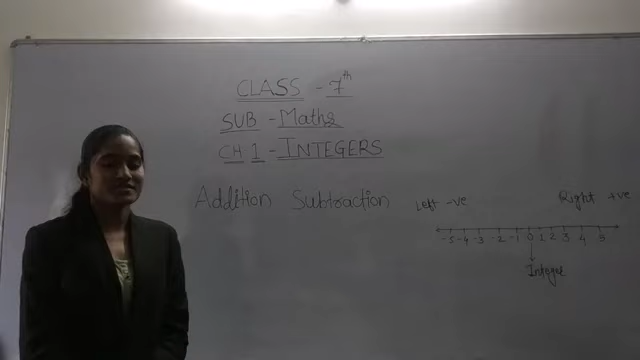 CLASS - 7th
SUB - Maths
CH 1 - INTEGERS
Addition Subtraction
Left -ve Right +ve
-5 -4 -3 -2 -1 0 1 2 3 4 5
Integer